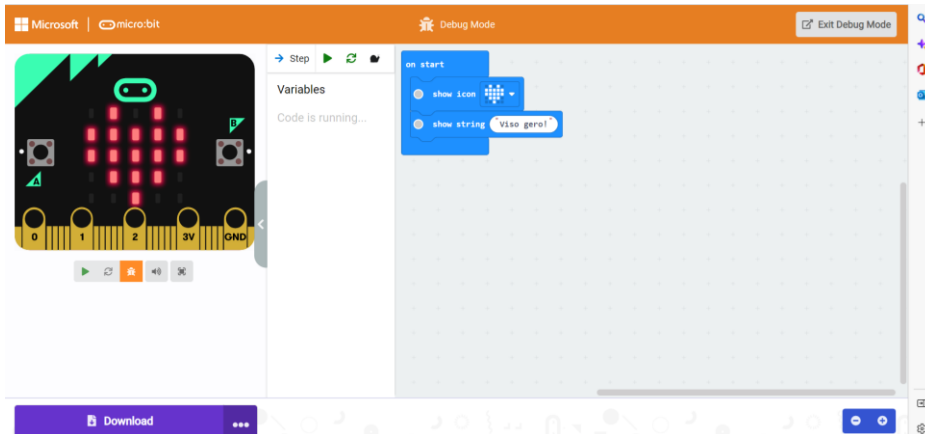 Microsoft | micro:bit
Debug Mode
Exit Debug Mode
Step
Variables
Code is running...
B
A
0 1 2 3V GND
on start
show icon
show string "Viso gero!"
Download